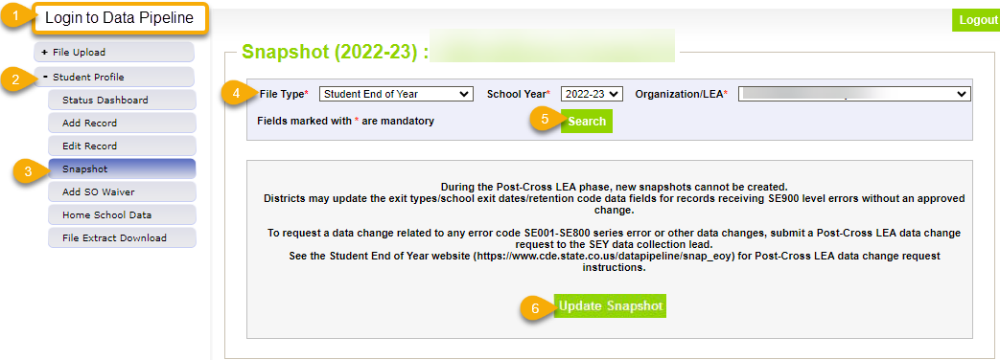 1 Login to Data Pipeline
Logout
+ File Upload
2 - Student Profile
Status Dashboard
Add Record
Edit Record
3 Snapshot
Add SO Waiver
Home School Data
File Extract Download
Snapshot (2022-23) :
4 File Type* Student End of Year School Year* 2022-23 Organization/LEA*
Fields marked with * are mandatory 5 Search
During the Post-Cross LEA phase, new snapshots cannot be created.
Districts may update the exit types/school exit dates/retention code data fields for records receiving SE900 level errors without an approved
change.
To request a data change related to any error code SE001-SE800 series error or other data changes, submit a Post-Cross LEA data change
request to the SEY data collection lead.
See the Student End of Year website (https://www.cde.state.co.us/datapipeline/snap_eoy) for Post-Cross LEA data change request
instructions.
6 Update Snapshot